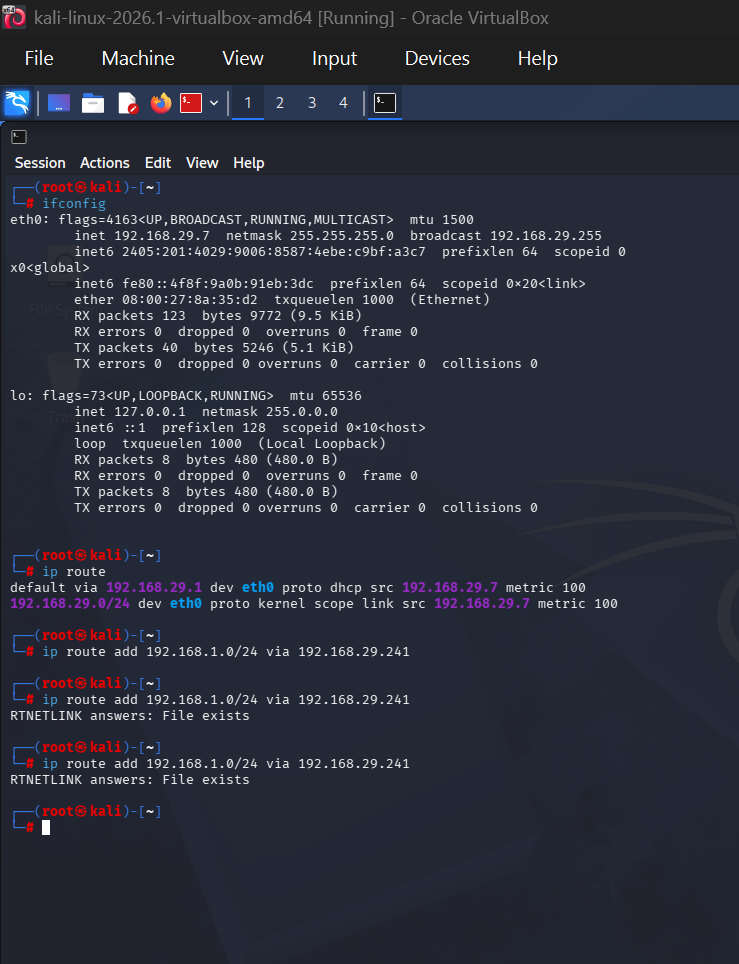 kali-linux-2026.1-virtualbox-amd64 [Running] - Oracle VirtualBox
File Machine View Input Devices Help
1 2 3 4
Session Actions Edit View Help
┌──(root㉿kali)-[~]
└─# ifconfig
eth0: flags=4163<UP,BROADCAST,RUNNING,MULTICAST>  mtu 1500
        inet 192.168.29.7  netmask 255.255.255.0  broadcast 192.168.29.255
        inet6 2405:201:4029:9006:8587:4ebe:c9bf:a3c7  prefixlen 64  scopeid 0
x0<global>
        inet6 fe80::4f8f:9a0b:91eb:3dc  prefixlen 64  scopeid 0×20<link>
        ether 08:00:27:8a:35:d2  txqueuelen 1000  (Ethernet)
        RX packets 123  bytes 9772 (9.5 KiB)
        RX errors 0  dropped 0  overruns 0  frame 0
        TX packets 40  bytes 5246 (5.1 KiB)
        TX errors 0  dropped 0 overruns 0  carrier 0  collisions 0

lo: flags=73<UP,LOOPBACK,RUNNING>  mtu 65536
        inet 127.0.0.1  netmask 255.0.0.0
        inet6 ::1  prefixlen 128  scopeid 0×10<host>
        loop  txqueuelen 1000  (Local Loopback)
        RX packets 8  bytes 480 (480.0 B)
        RX errors 0  dropped 0  overruns 0  frame 0
        TX packets 8  bytes 480 (480.0 B)
        TX errors 0  dropped 0 overruns 0  carrier 0  collisions 0

┌──(root㉿kali)-[~]
└─# ip route
default via 192.168.29.1 dev eth0 proto dhcp src 192.168.29.7 metric 100
192.168.29.0/24 dev eth0 proto kernel scope link src 192.168.29.7 metric 100

┌──(root㉿kali)-[~]
└─# ip route add 192.168.1.0/24 via 192.168.29.241

┌──(root㉿kali)-[~]
└─# ip route add 192.168.1.0/24 via 192.168.29.241
RTNETLINK answers: File exists

┌──(root㉿kali)-[~]
└─# ip route add 192.168.1.0/24 via 192.168.29.241
RTNETLINK answers: File exists

┌──(root㉿kali)-[~]
└─#